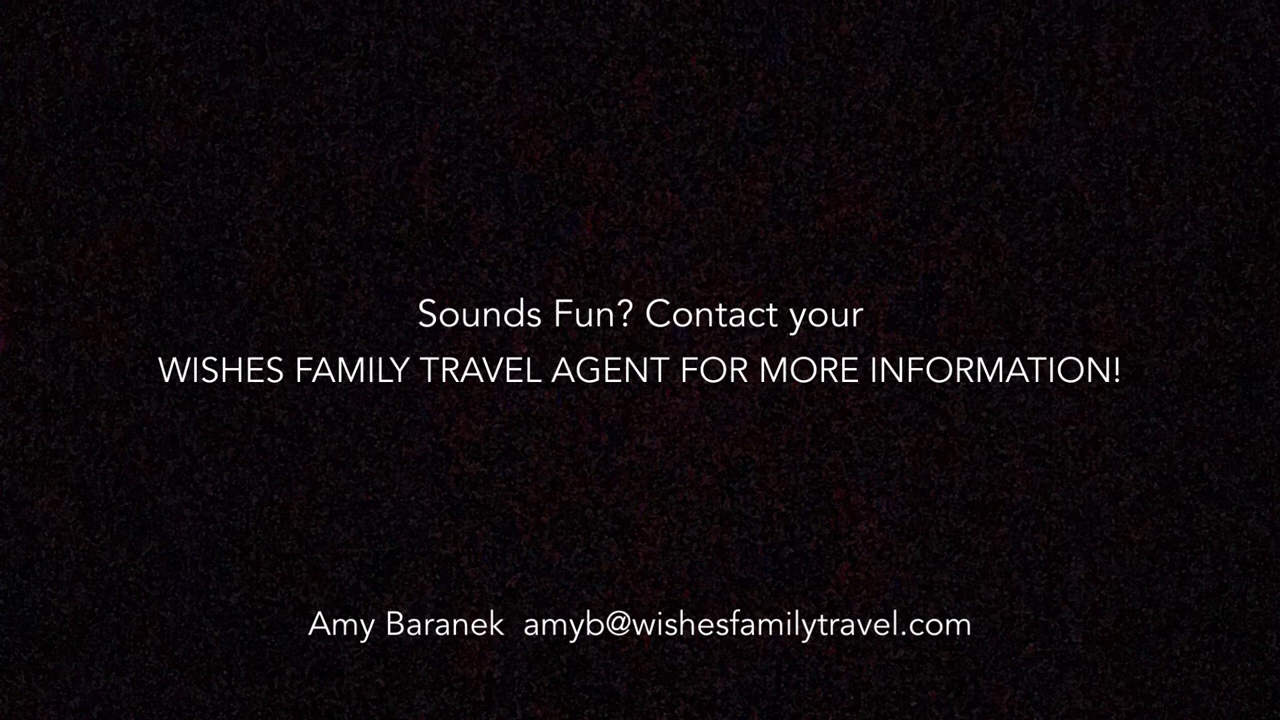 Sounds Fun? Contact your
WISHES FAMILY TRAVEL AGENT FOR MORE INFORMATION!
Amy Baranek amyb@wishesfamilytravel.com